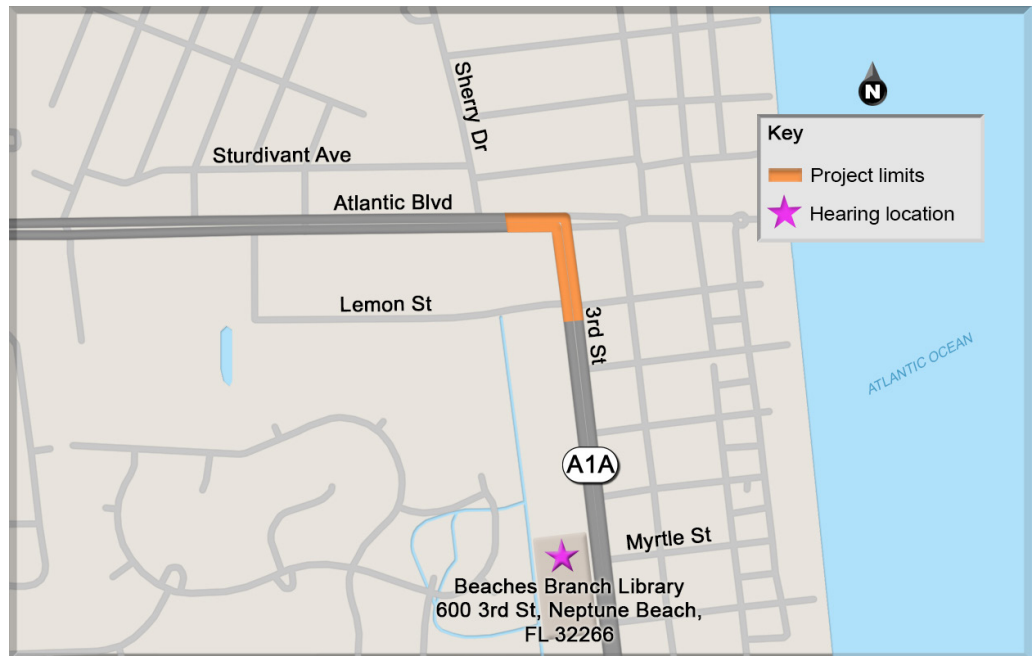 Sherry Dr
N
Key
Sturdivant Ave
Project limits
Atlantic Blvd
Hearing location
Lemon St
3rd St
ATLANTIC OCEAN
A1A
Myrtle St
Beaches Branch Library
600 3rd St, Neptune Beach,
FL 32266